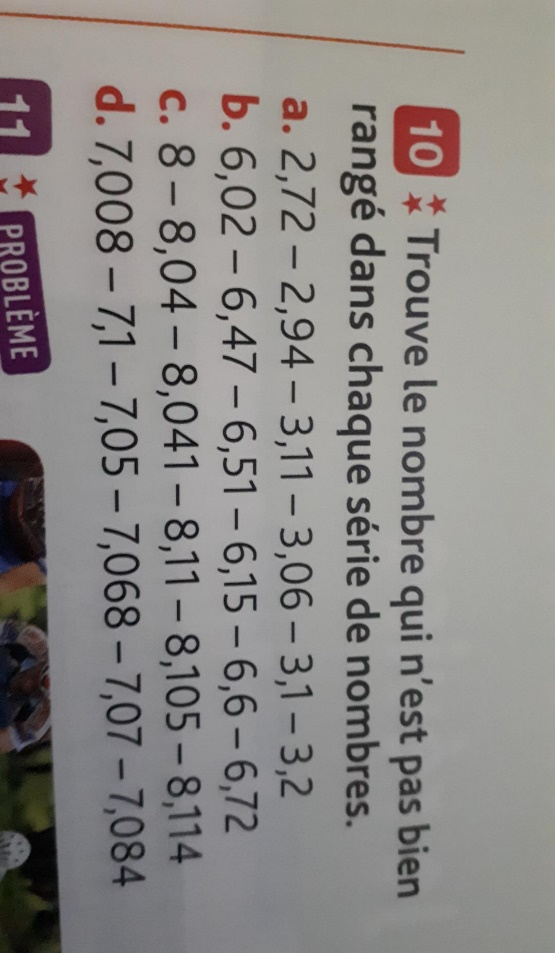 10 ** Trouve le nombre qui n'est pas bien
rangé dans chaque série de nombres.
a. 2,72 – 2,94 – 3,11 – 3,06 – 3,1 – 3,2
b. 6,02 – 6,47 – 6,51 – 6,15 – 6,6 – 6,72
c. 8 – 8,04 – 8,041 – 8,11 – 8,105 – 8,114
d. 7,008 – 7,1 – 7,05 – 7,068 – 7,07 – 7,084
11 * PROBLÈME